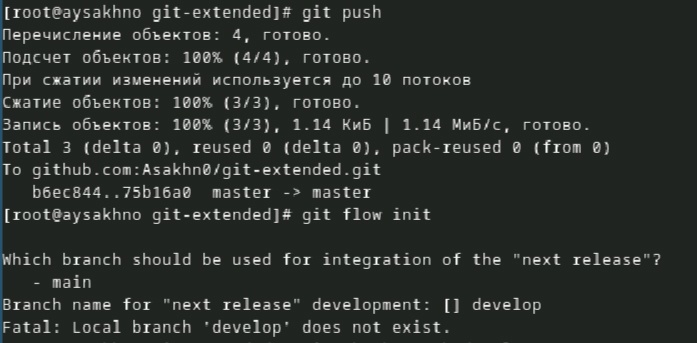 [root@aysakhno git-extended]# git push
Перечисление объектов: 4, готово.
Подсчет объектов: 100% (4/4), готово.
При сжатии изменений используется до 10 потоков
Сжатие объектов: 100% (3/3), готово.
Запись объектов: 100% (3/3), 1.14 КиБ | 1.14 МиБ/с, готово.
Total 3 (delta 0), reused 0 (delta 0), pack-reused 0 (from 0)
To github.com:Asakhn0/git-extended.git
   b6ec844..75b16a0  master -> master
[root@aysakhno git-extended]# git flow init
Which branch should be used for integration of the "next release"?
   - main
Branch name for "next release" development: [] develop
Fatal: Local branch 'develop' does not exist.